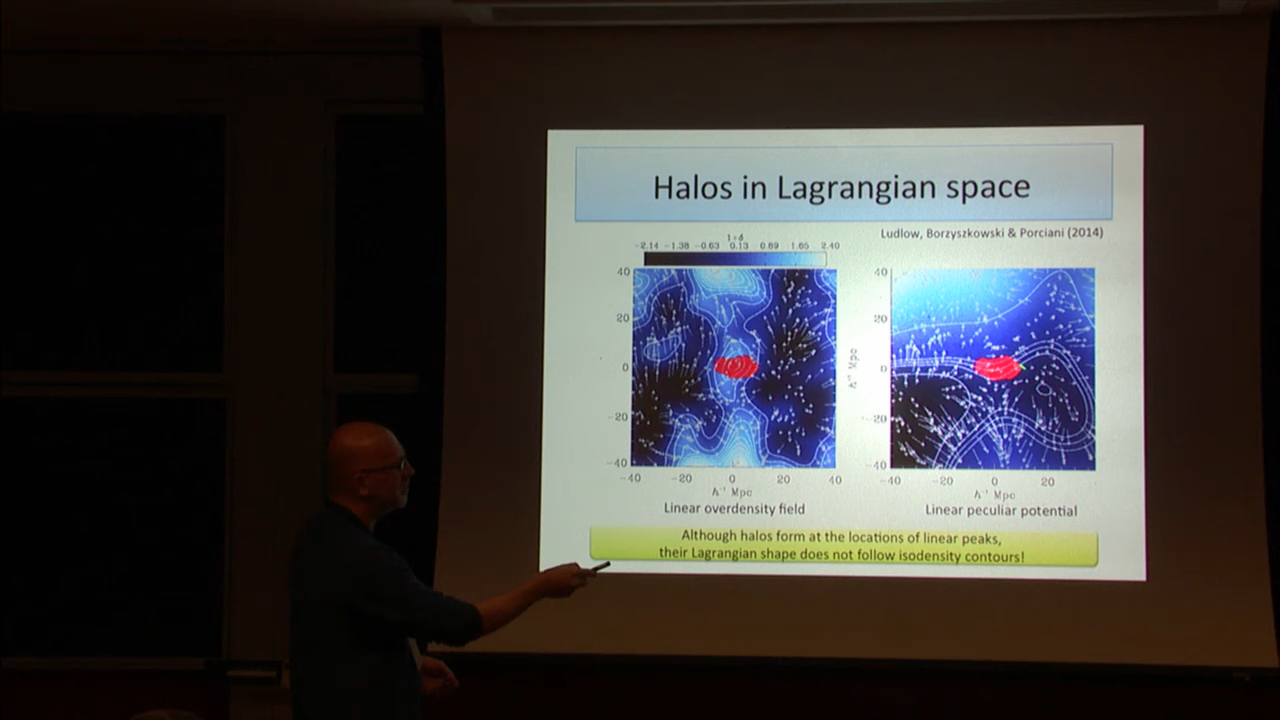 Halos in Lagrangian space
Ludlow, Borzyszkowski & Porciani (2014)
1+δ
-2.14 -1.38 -0.63 0.13 0.89 1.65 2.40
40
20
0
-20
-40
-40 -20 0 20 40
h⁻¹ Mpc
Linear overdensity field
h⁻¹ Mpc
40
20
0
-20
-40
-40 -20 0 20
h⁻¹ Mpc
Linear peculiar potential
Although halos form at the locations of linear peaks,
their Lagrangian shape does not follow isodensity contours!